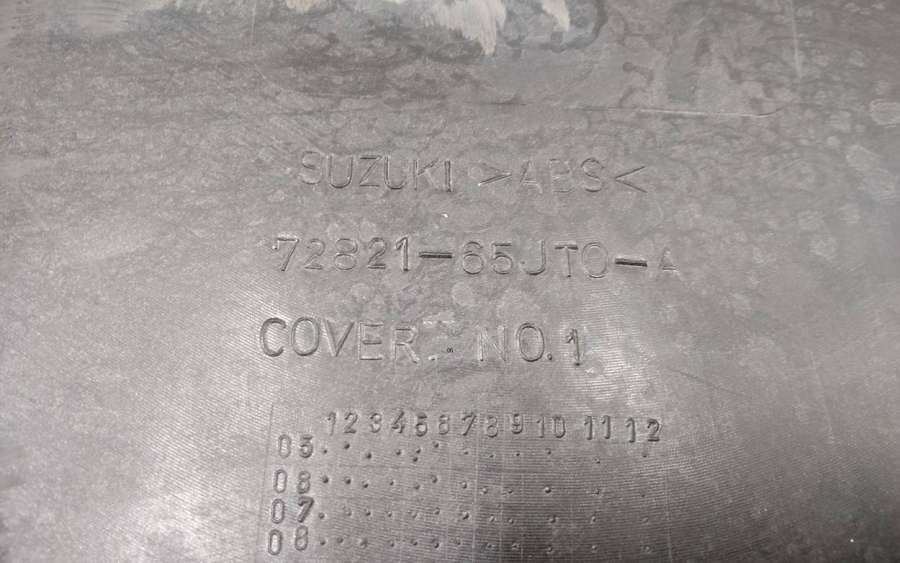 SUZUKI >ABS<
72821-65JT0-A
COVER. NO.1
1 2 3 4 5 6 7 8 9 10 11 12
05
06
07
08